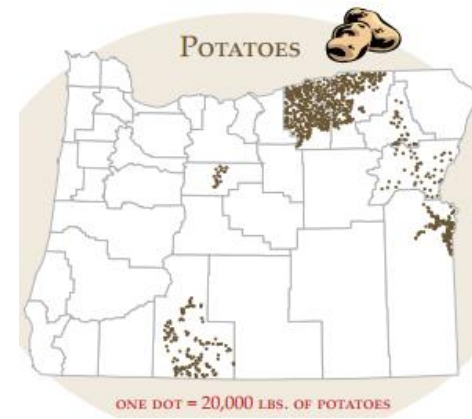 POTATOES
ONE DOT = 20,000 LBS. OF POTATOES